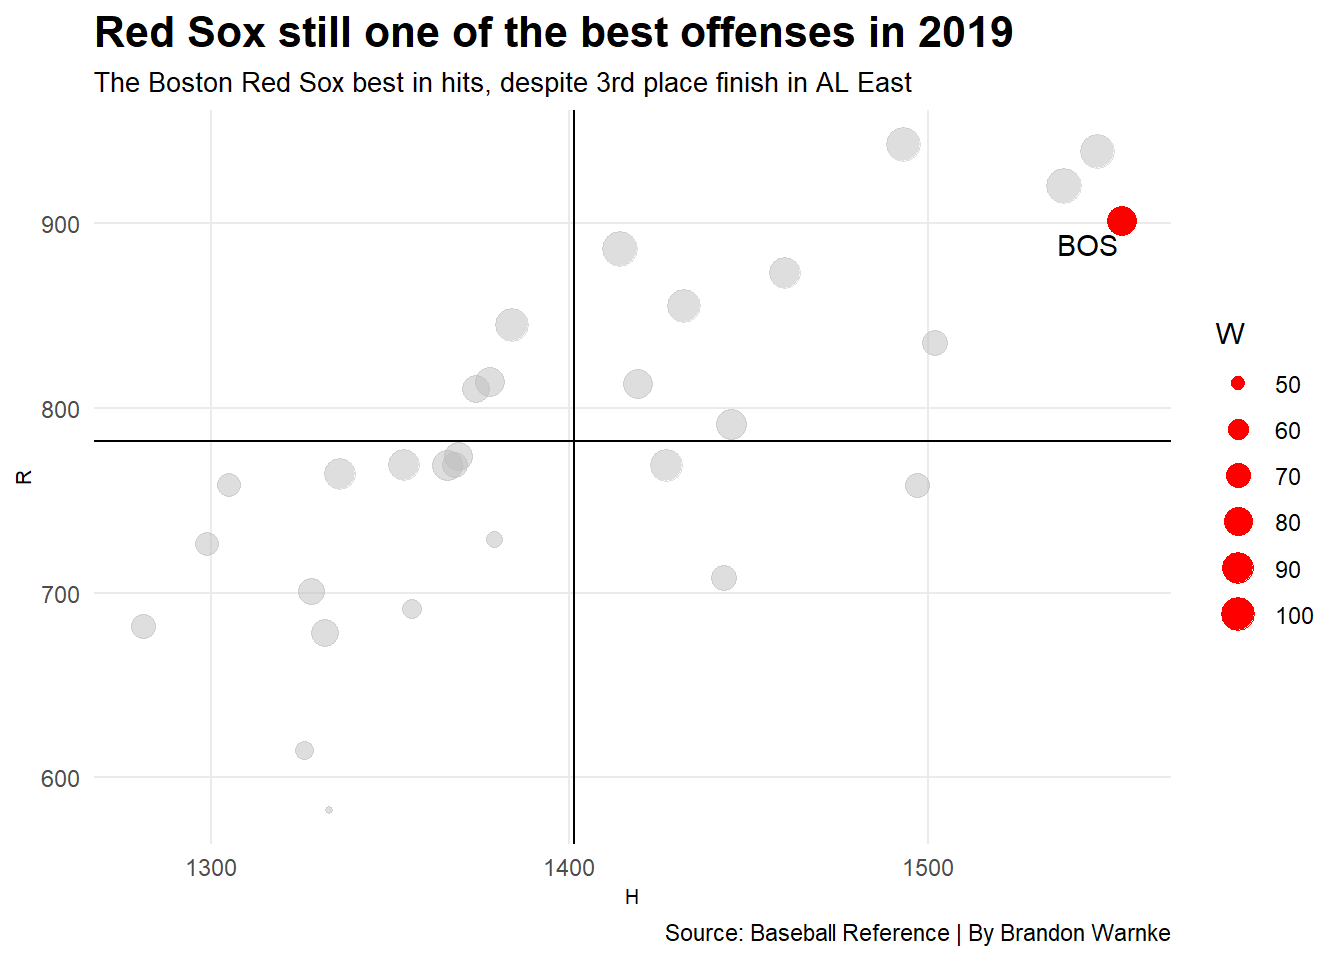 Red Sox still one of the best offenses in 2019
The Boston Red Sox best in hits, despite 3rd place finish in AL East
900
800
700
600
R
BOS
1300
1400
1500
H
W
50
60
70
80
90
100
Source: Baseball Reference | By Brandon Warnke